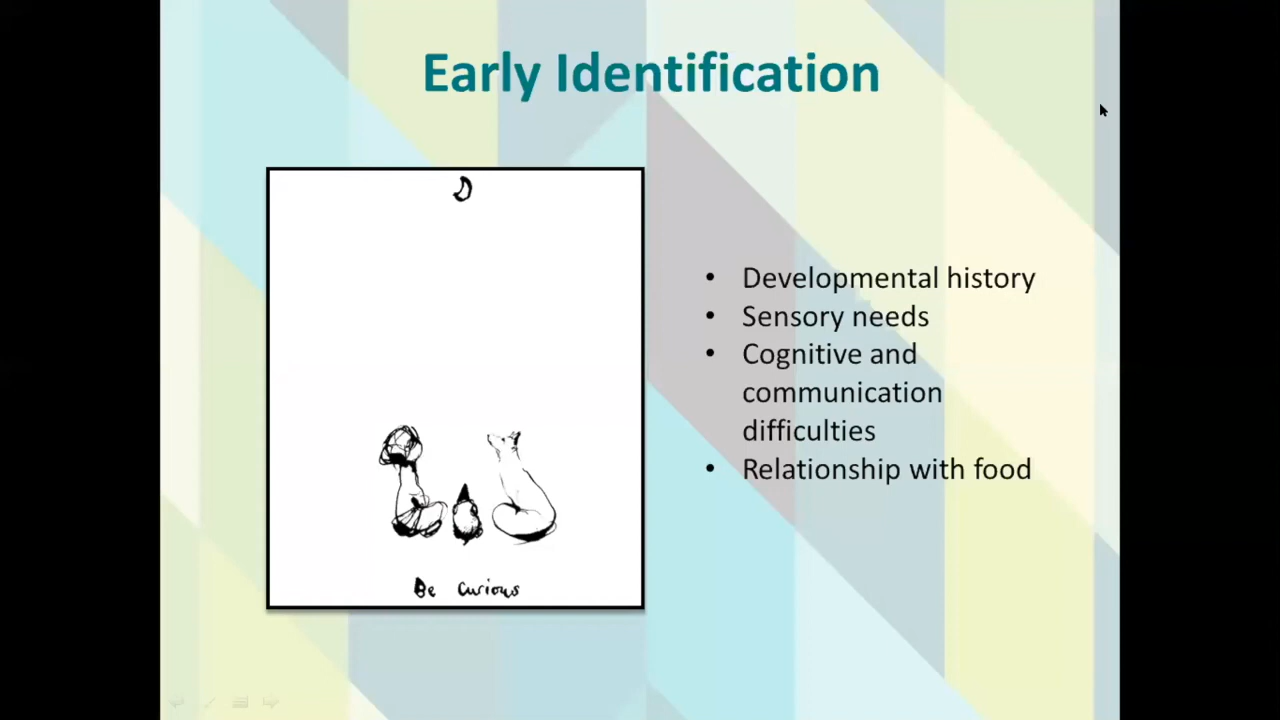 Early Identification
Be Curious
• Developmental history
• Sensory needs
• Cognitive and
communication
difficulties
• Relationship with food